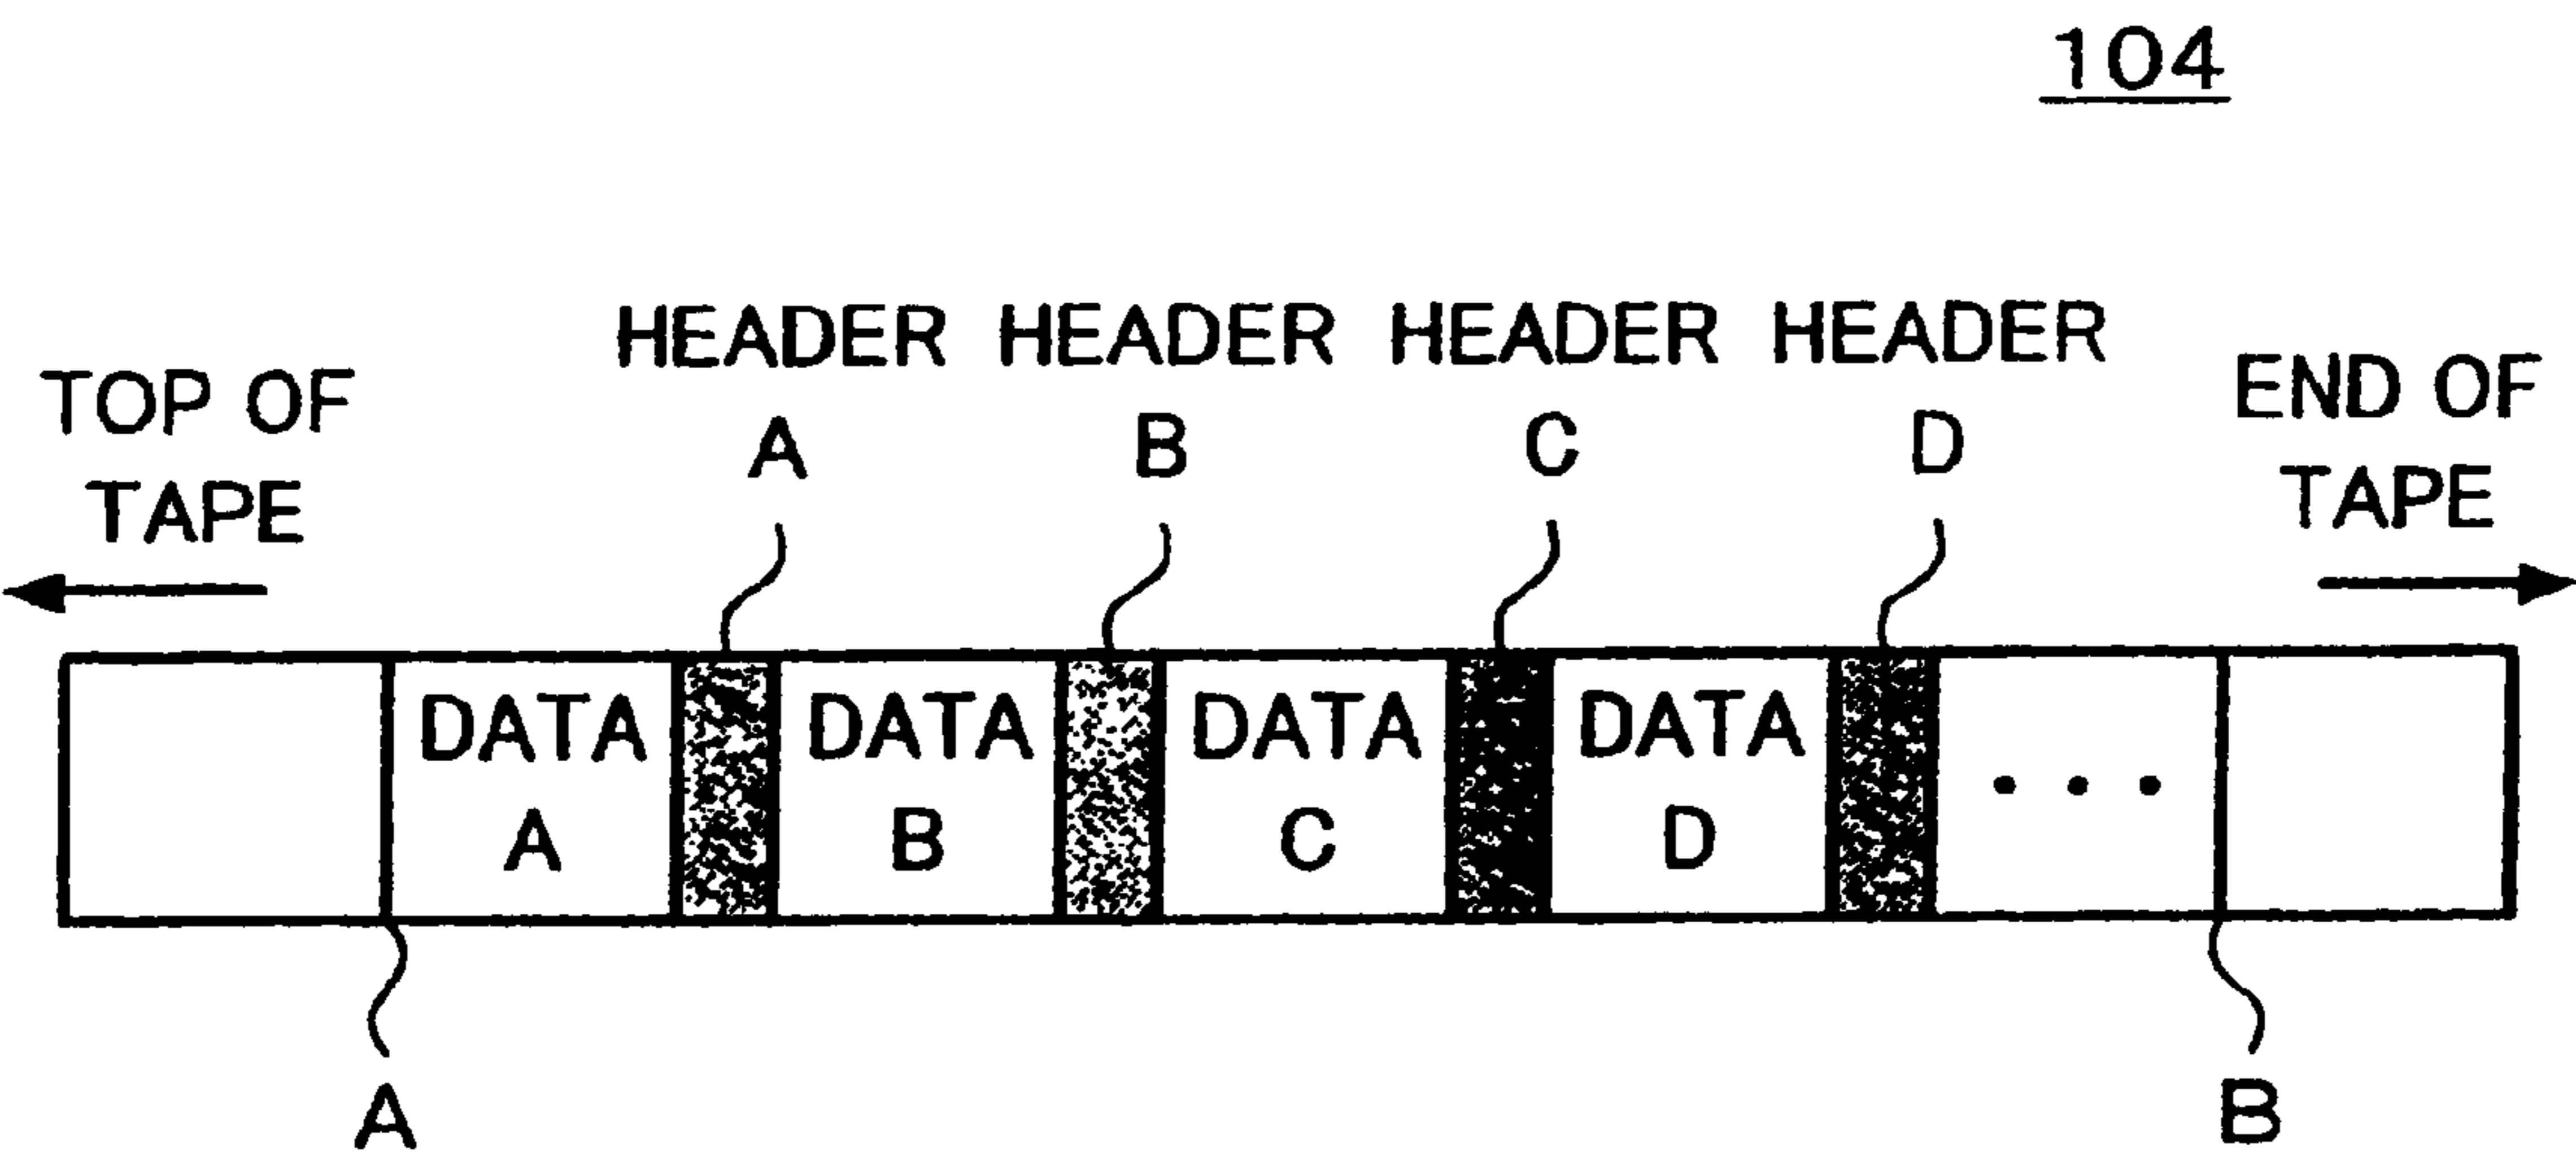 104
HEADER HEADER HEADER HEADER
A B C D
TOP OF
TAPE
END OF
TAPE
DATA DATA DATA DATA
A B C D
• • •
A B